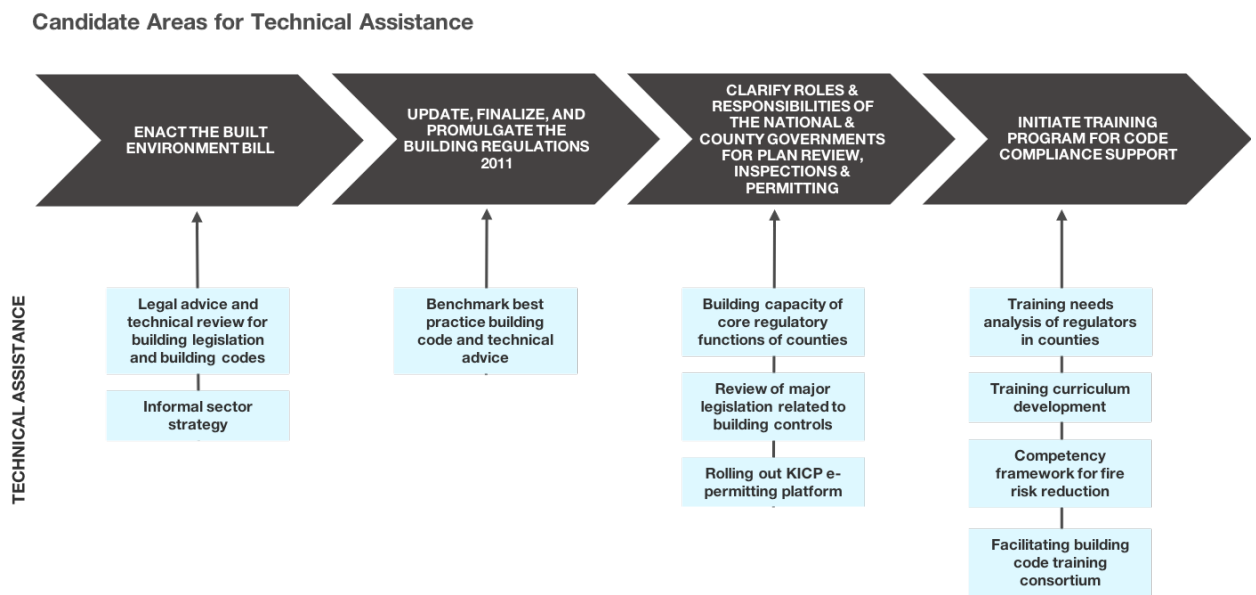 Candidate Areas for Technical Assistance
ENACT THE BUILT
ENVIRONMENT BILL
UPDATE, FINALIZE, AND
PROMULGATE THE
BUILDING REGULATIONS
2011
CLARIFY ROLES &
RESPONSIBILITIES OF
THE NATIONAL &
COUNTY GOVERNMENTS
FOR PLAN REVIEW,
INSPECTIONS &
PERMITTING
INITIATE TRAINING
PROGRAM FOR CODE
COMPLIANCE SUPPORT
TECHNICAL ASSISTANCE
Legal advice and
technical review for
building legislation
and building codes
Informal sector
strategy
Benchmark best
practice building
code and technical
advice
Building capacity of
core regulatory
functions of counties
Review of major
legislation related to
building controls
Rolling out KICP e-
permitting platform
Training needs
analysis of regulators
in counties
Training curriculum
development
Competency
framework for fire
risk reduction
Facilitating building
code training
consortium